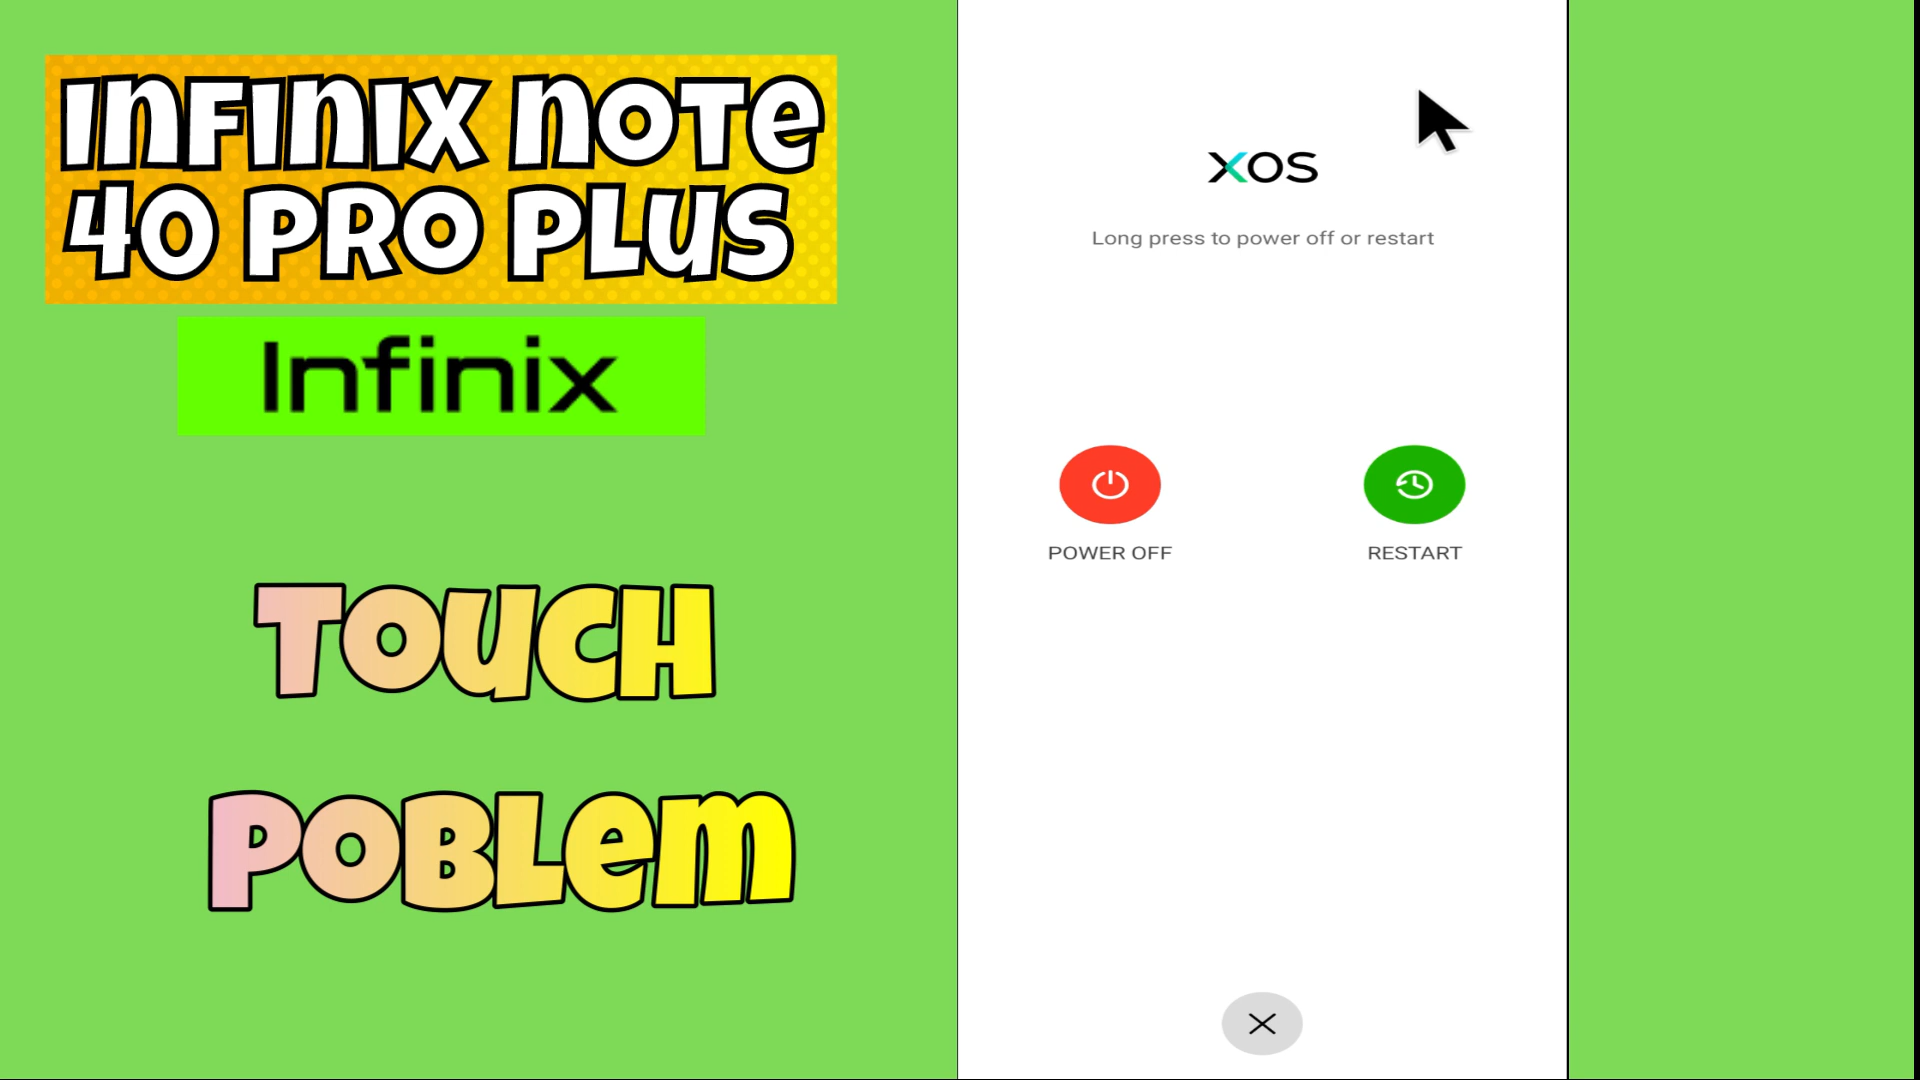 Infinix Note
40 Pro Plus
Infinix
Touch
Poblem
XOS
Long press to power off or restart
POWER OFF
RESTART